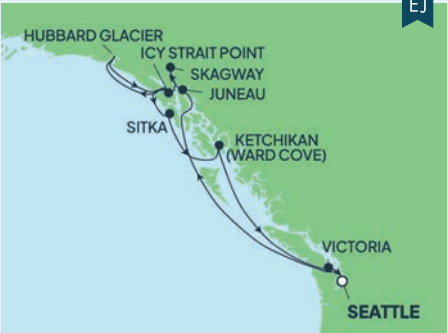 EJ
HUBBARD GLACIER
ICY STRAIT POINT
SKAGWAY
JUNEAU
SITKA
KETCHIKAN
(WARD COVE)
VICTORIA
SEATTLE